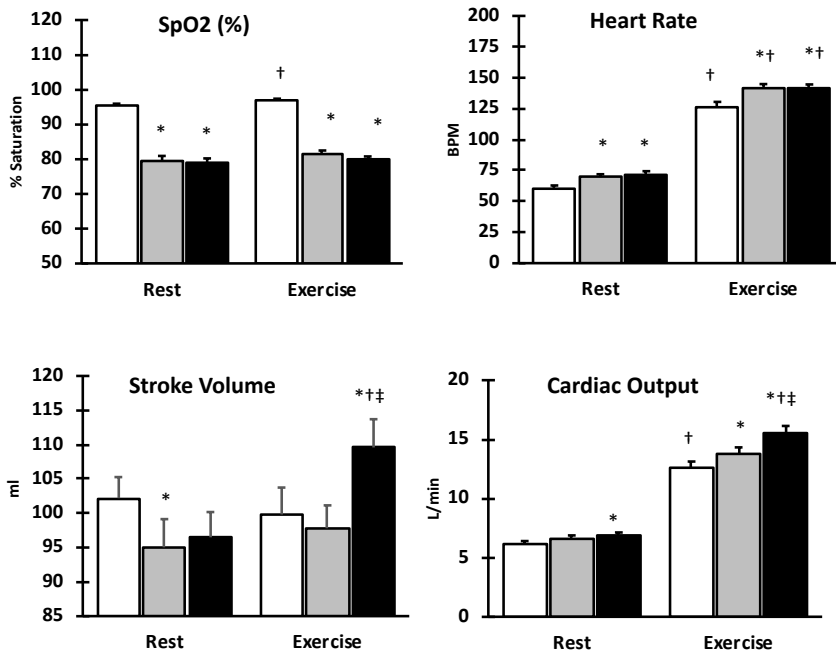 SpO2 (%)
% Saturation
120
110
100
90
80
70
60
50
†
*
*
*
*
Rest
Exercise
Heart Rate
BPM
200
175
150
125
100
75
50
25
0
*
*
†
*†
*†
Rest
Exercise
Stroke Volume
ml
120
115
110
105
100
95
90
85
*
*†‡
Rest
Exercise
Cardiac Output
L/min
20
15
10
5
0
*
†
*
*†‡
Rest
Exercise